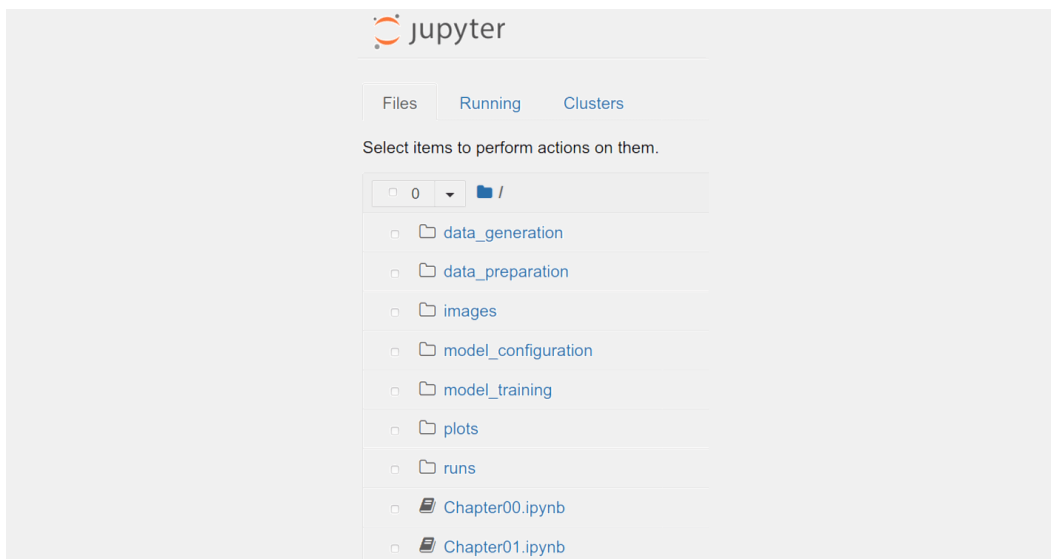 jupyter
Files Running Clusters
Select items to perform actions on them.
0 /
data_generation
data_preparation
images
model_configuration
model_training
plots
runs
Chapter00.ipynb
Chapter01.ipynb